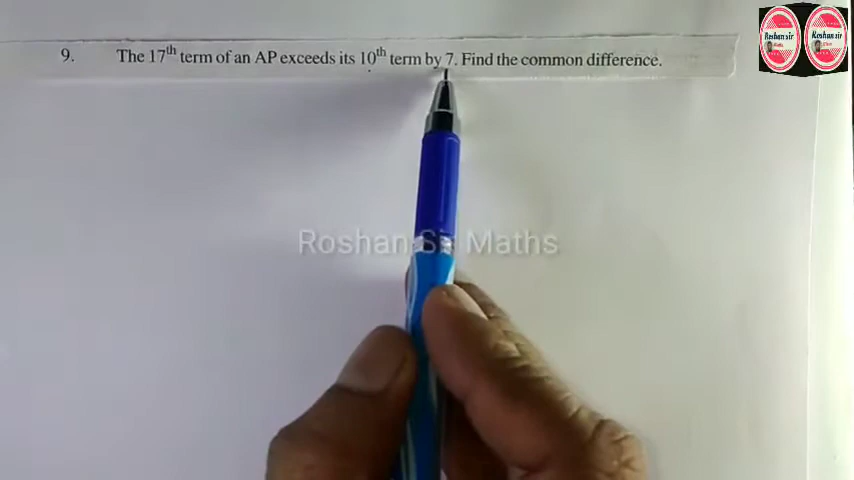 9. The 17th term of an AP exceeds its 10th term by 7. Find the common difference.
Roshan Sir Maths
Roshan sir
Maths
Roshan sir